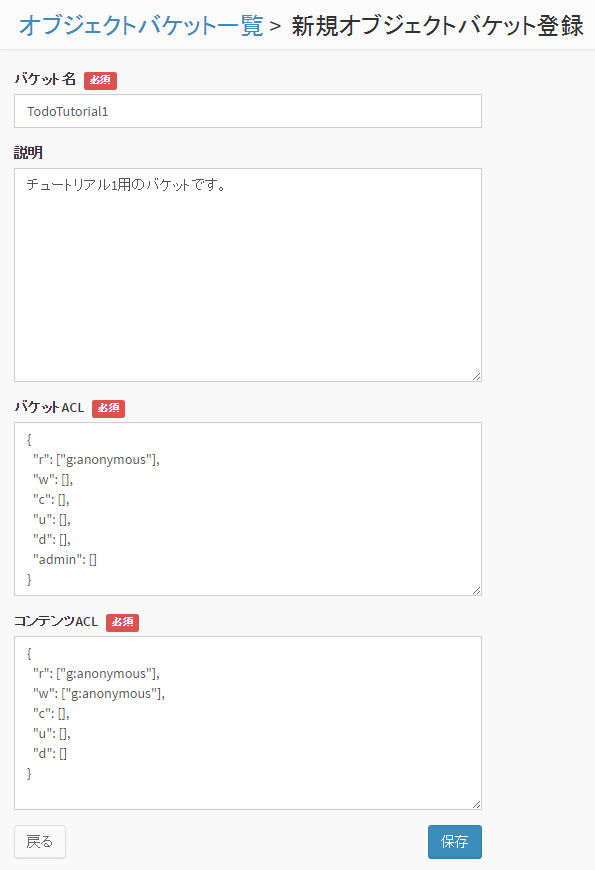 オブジェクトバケット一覧 > 新規オブジェクトバケット登録
バケット名 必須
TodoTutorial1
説明
チュートリアル1用のバケットです。
バケットACL 必須
{
  "r": ["g:anonymous"],
  "w": [],
  "c": [],
  "u": [],
  "d": [],
  "admin": []
}
コンテンツACL 必須
{
  "r": ["g:anonymous"],
  "w": ["g:anonymous"],
  "c": [],
  "u": [],
  "d": []
}
戻る 保存